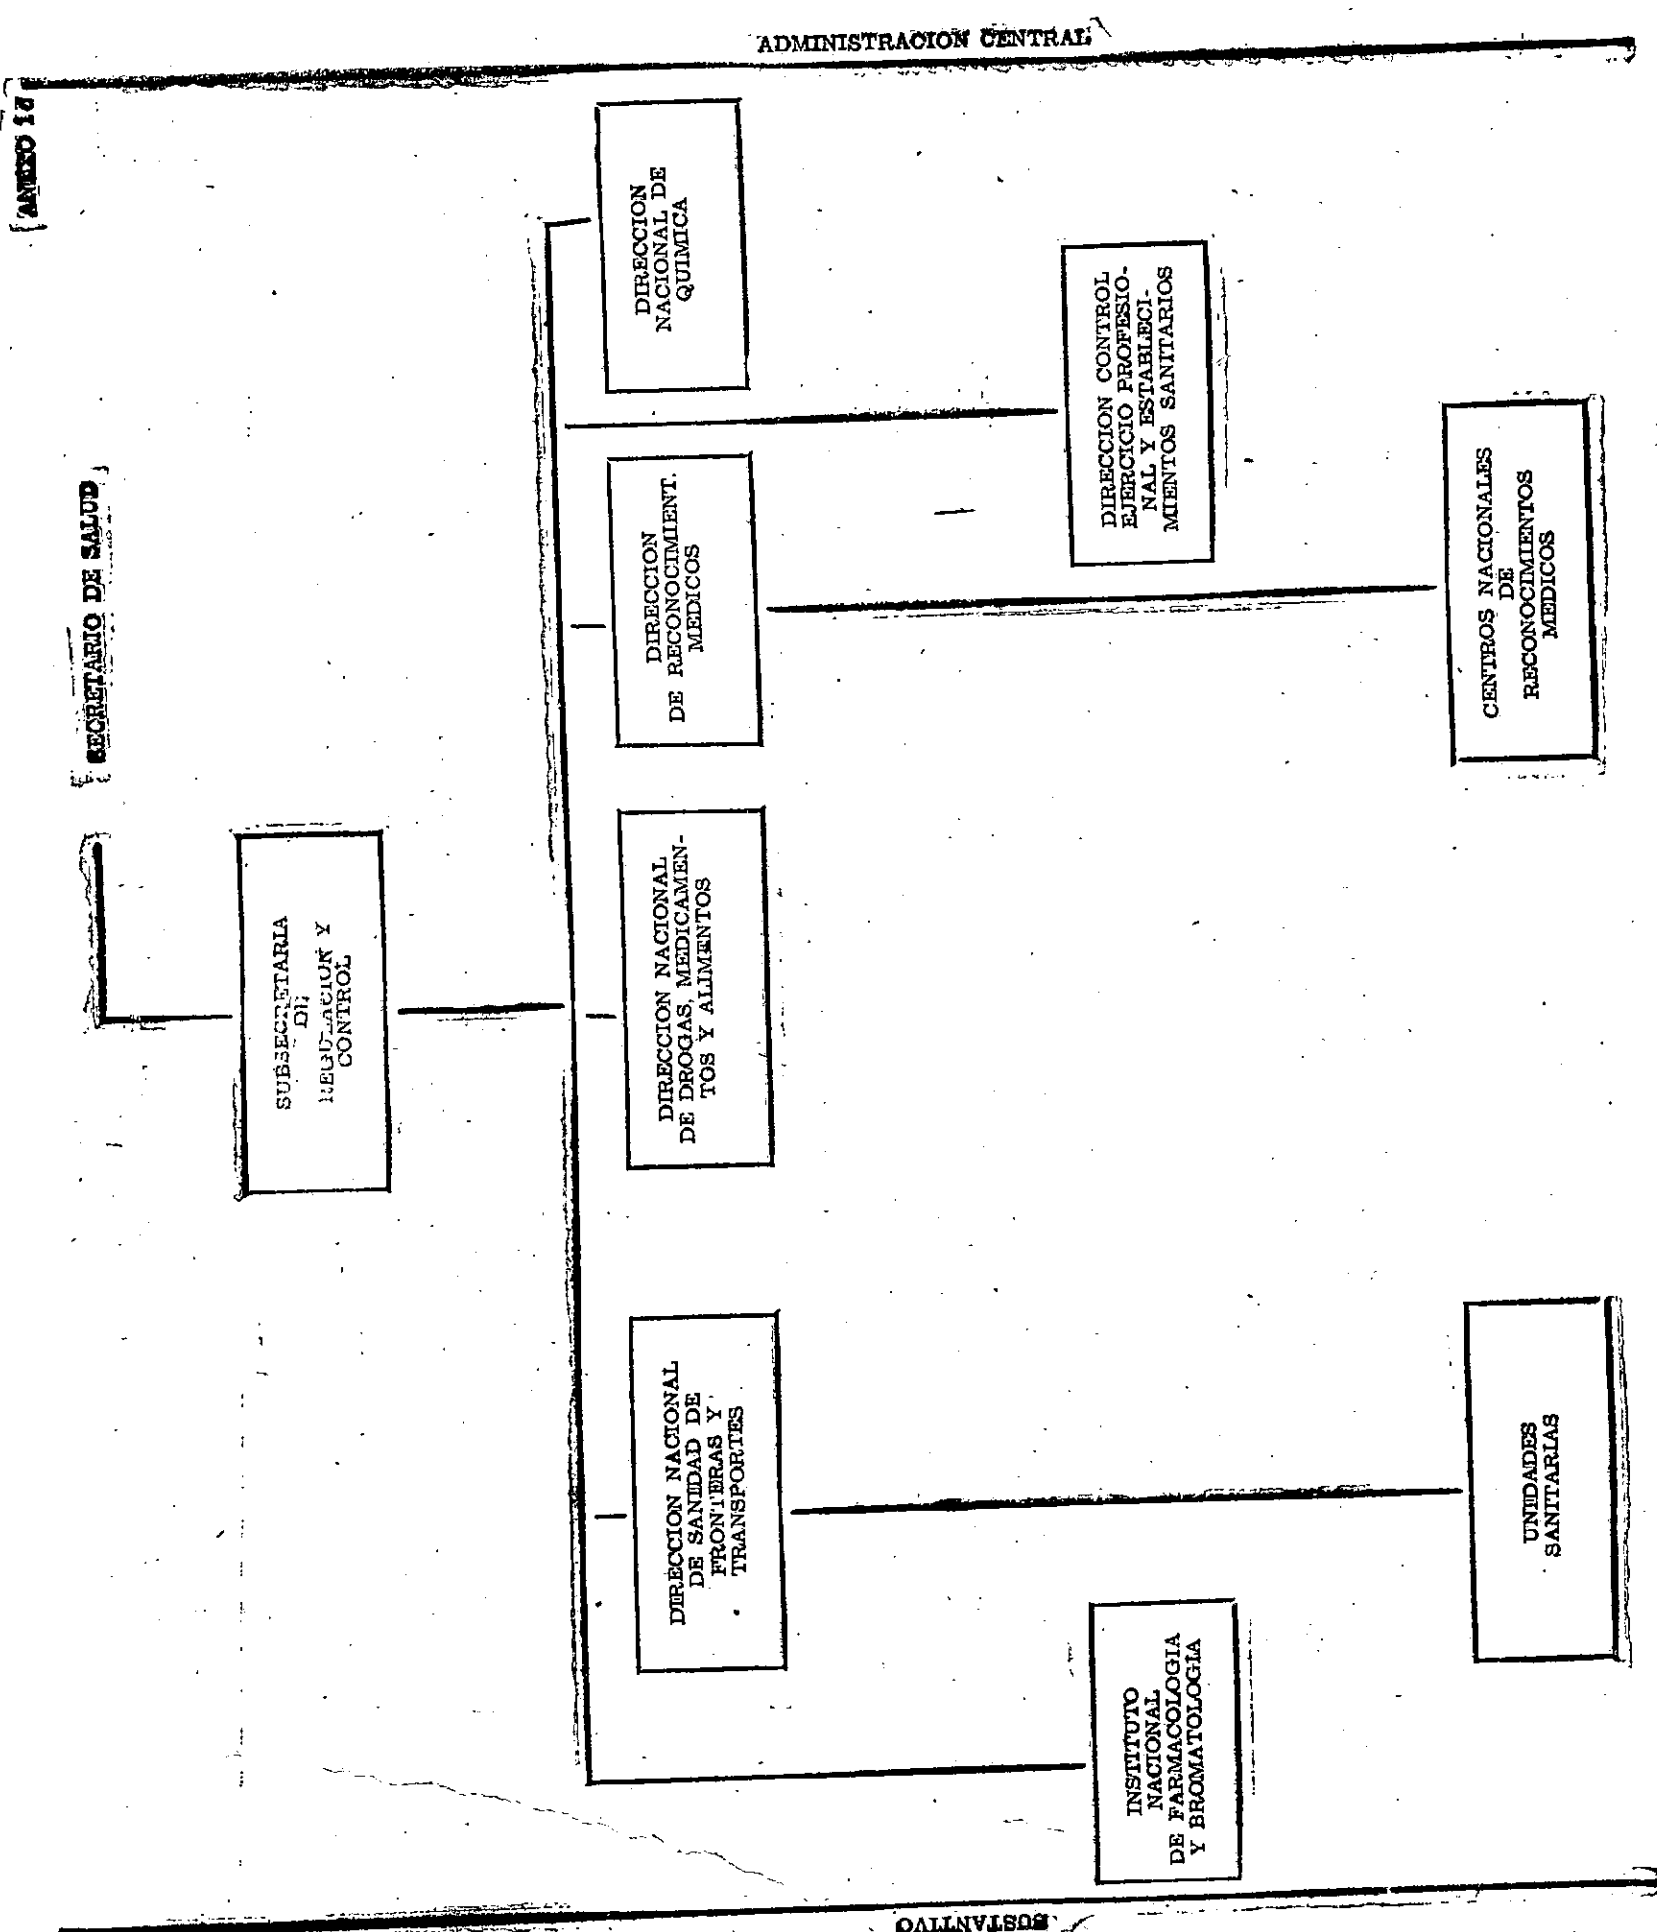 ADMINISTRACION CENTRAL
SECRETARIO DE SALUD
SUBSECRETARIA
DE
REGULACION Y
CONTROL
DIRECCION NACIONAL
DE SANIDAD DE
FRONTERAS Y
TRANSPORTES
DIRECCION NACIONAL
DE DROGAS, MEDICAMEN-
TOS Y ALIMENTOS
DIRECCION
DE RECONOCIMIENT.
MEDICOS
DIRECCION
NACIONAL DE
QUIMICA
INSTITUTO
NACIONAL
DE FARMACOLOGIA
Y BROMATOLOGIA
DIRECCION CONTROL
EJERCICIO PROFESIO-
NAL Y ESTABLECI-
MIENTOS SANITARIOS
UNIDADES
SANITARIAS
CENTROS NACIONALES
DE
RECONOCIMIENTOS
MEDICOS
ANEXO
SUSTANTIVO